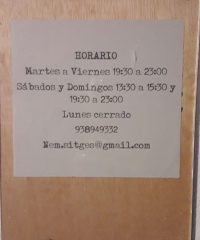 HORARIO
Martes a Viernes 19:30 a 23:00
Sábados y Domingos 13:30 a 15:30 y
19:30 a 23:00
Lunes cerrado
938949332
Nem.sitges@gmail.com